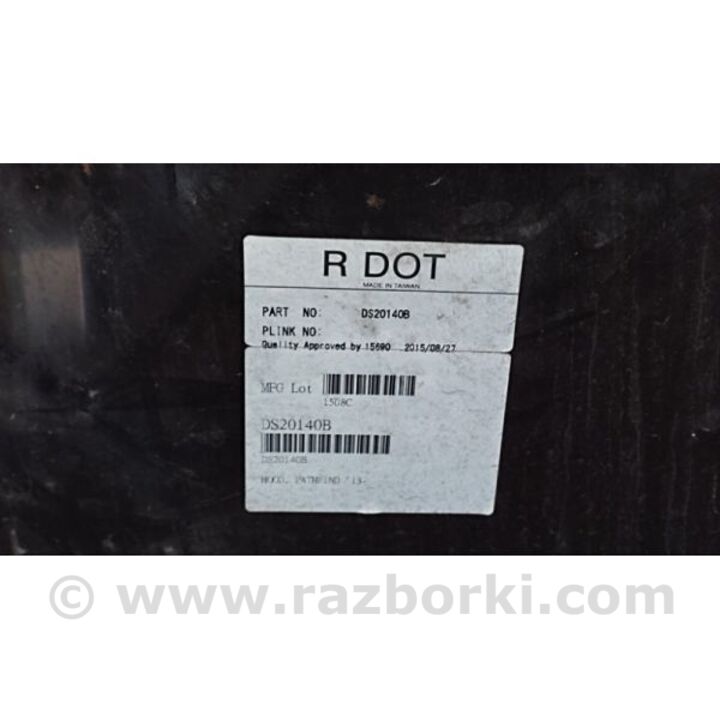 R DOT
MADE IN TAIWAN
PART NO: DS20140B
PLINK NO:
Quality Approved by 15690 2015/08/27
MFG Lot
1508C
DS20140B
DS20140B
HOOD, PATHFIND '13-
© www.razborki.com